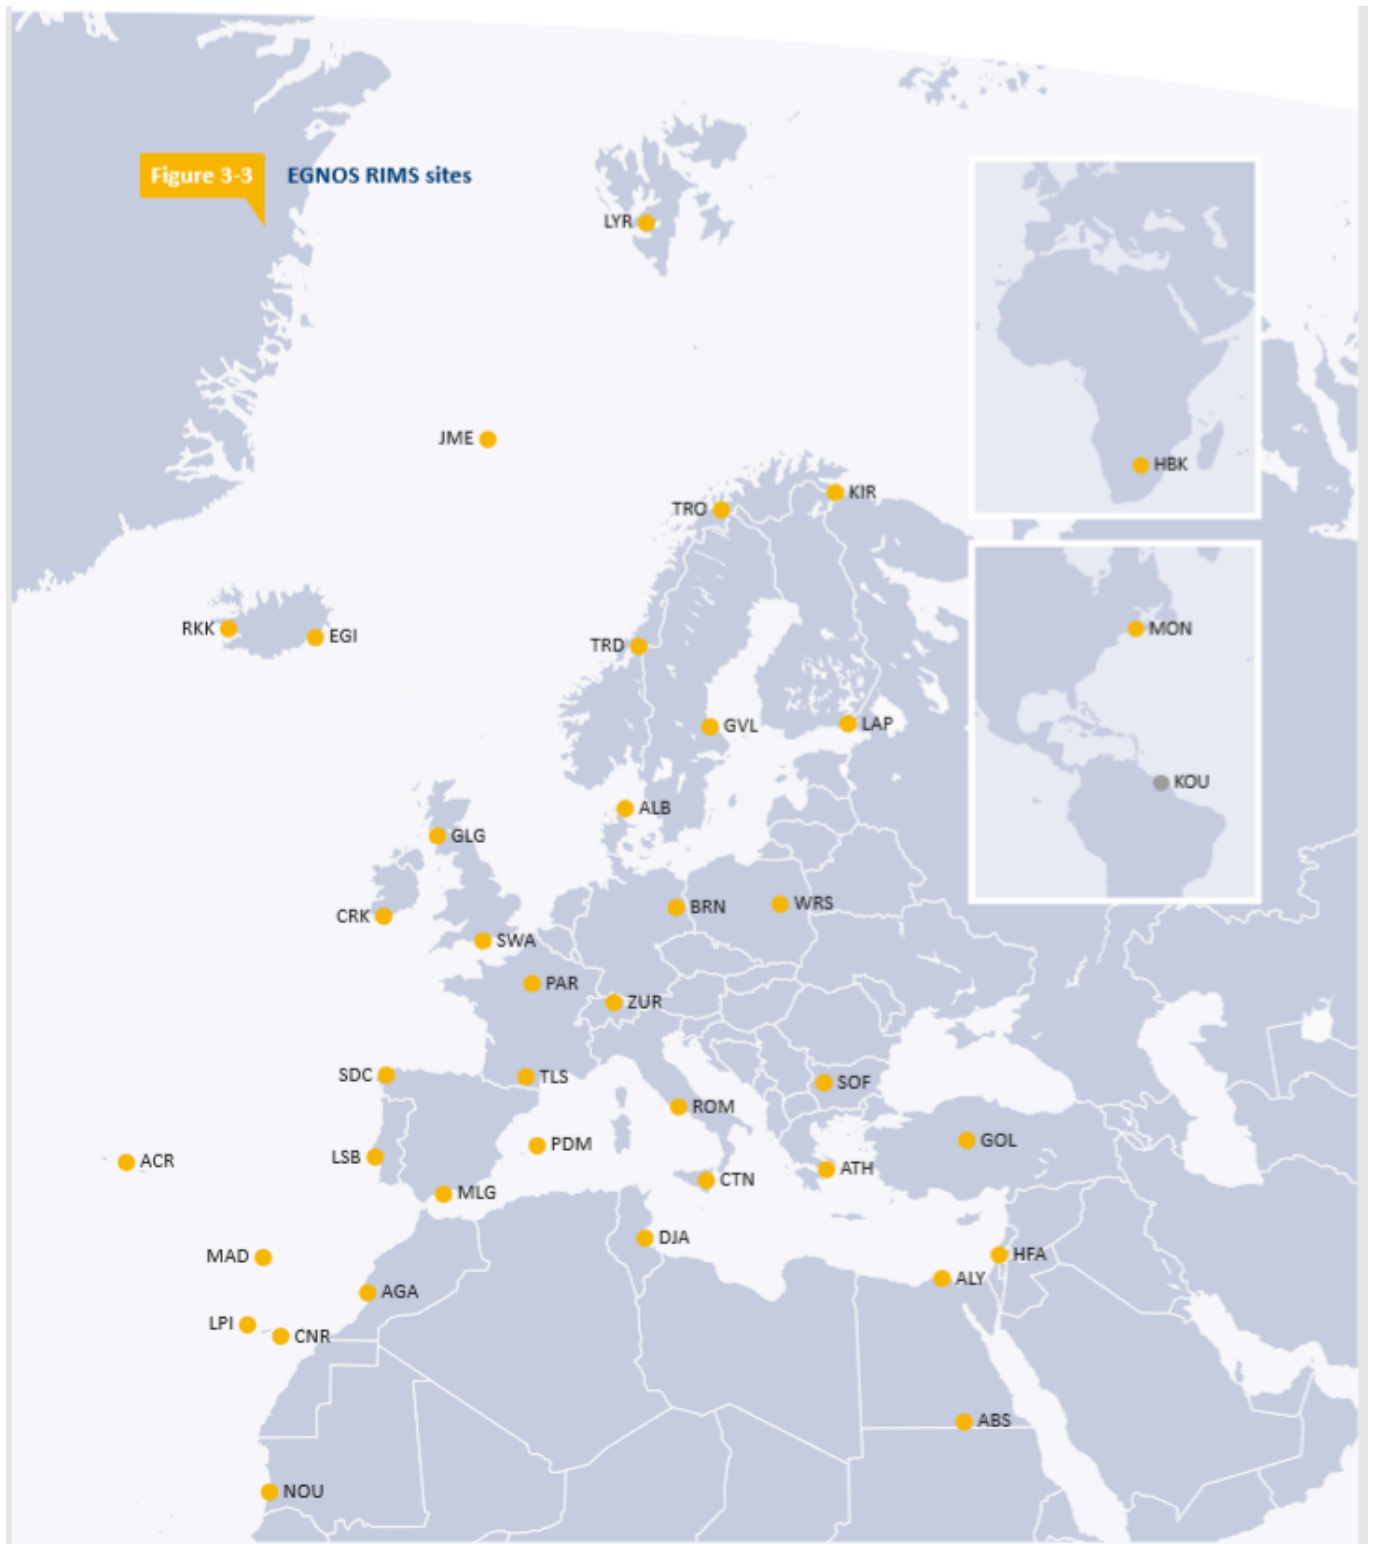 Figure 3-3 EGNOS RIMS sites
LYR
JME
HBK
KIR
TRO
RKK
EGI
MON
TRD
GVL
LAP
KOU
ALB
GLG
BRN
WRS
CRK
SWA
PAR
ZUR
SDC
TLS
SOF
ROM
GOL
PDM
LSB
ACR
ATH
CTN
MLG
DJA
MAD
HFA
ALY
AGA
LPI
CNR
ABS
NOU